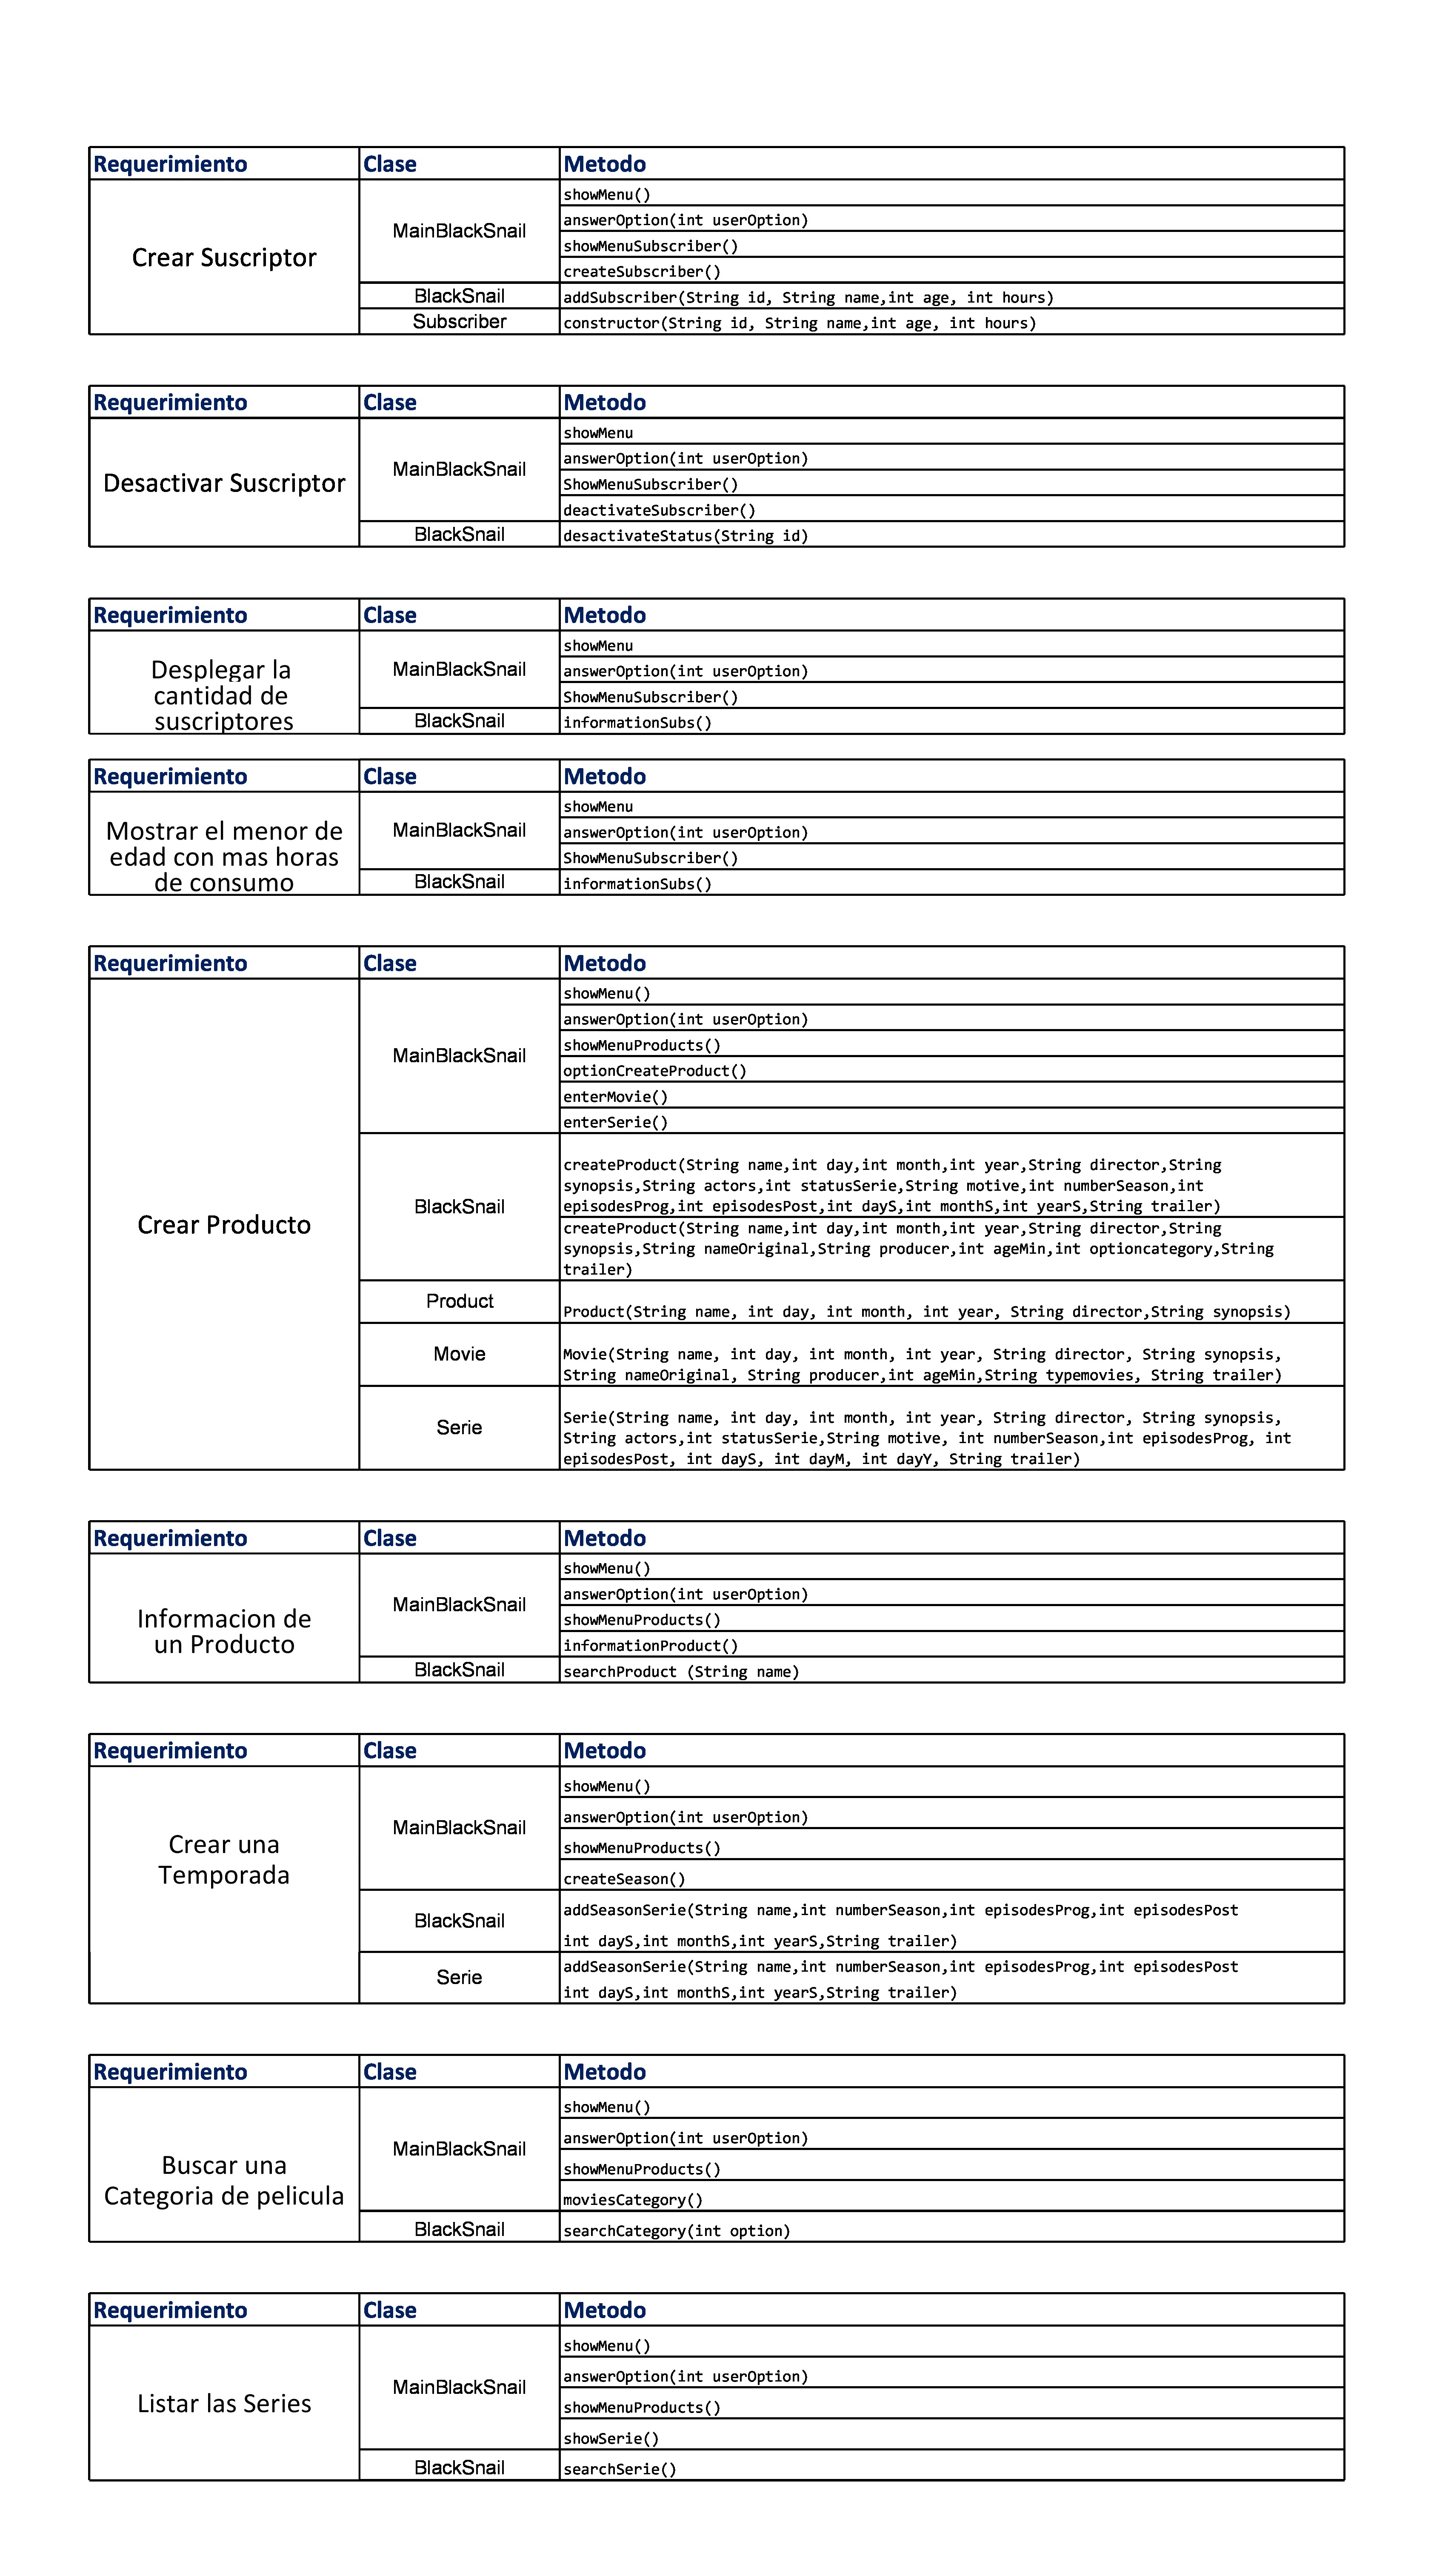 Requerimiento Clase Metodo
Crear Suscriptor
MainBlackSnail
showMenu()
answerOption(int userOption)
showMenuSubscriber()
createSubscriber()
BlackSnail addSubscriber(String id, String name,int age, int hours)
Subscriber constructor(String id, String name,int age, int hours)
Requerimiento Clase Metodo
Desactivar Suscriptor
MainBlackSnail
showMenu
answerOption(int userOption)
ShowMenuSubscriber()
deactivateSubscriber()
BlackSnail desactivateStatus(String id)
Requerimiento Clase Metodo
Desplegar la
cantidad de
suscriptores
MainBlackSnail
showMenu
answerOption(int userOption)
ShowMenuSubscriber()
BlackSnail informationSubs()
Requerimiento Clase Metodo
Mostrar el menor de
edad con mas horas
de consumo
MainBlackSnail
showMenu
answerOption(int userOption)
ShowMenuSubscriber()
BlackSnail informationSubs()
Requerimiento Clase Metodo
Crear Producto
MainBlackSnail
showMenu()
answerOption(int userOption)
showMenuProducts()
optionCreateProduct()
enterMovie()
enterSerie()
BlackSnail
createProduct(String name,int day,int month,int year,String director,String
synopsis,String actors,int statusSerie,String motive,int numberSeason,int
episodesProg,int episodesPost,int dayS,int monthS,int yearS,String trailer)
createProduct(String name,int day,int month,int year,String director,String
synopsis,String nameOriginal,String producer,int ageMin,int optioncategory,String
trailer)
Product
Product(String name, int day, int month, int year, String director,String synopsis)
Movie
Movie(String name, int day, int month, int year, String director, String synopsis,
String nameOriginal, String producer,int ageMin,String typemovies, String trailer)
Serie
Serie(String name, int day, int month, int year, String director, String synopsis,
String actors,int statusSerie,String motive, int numberSeason,int episodesProg, int
episodesPost, int dayS, int dayM, int dayY, String trailer)
Requerimiento Clase Metodo
Informacion de
un Producto
MainBlackSnail
showMenu()
answerOption(int userOption)
showMenuProducts()
informationProduct()
BlackSnail searchProduct (String name)
Requerimiento Clase Metodo
Crear una
Temporada
MainBlackSnail
showMenu()
answerOption(int userOption)
showMenuProducts()
createSeason()
BlackSnail
addSeasonSerie(String name,int numberSeason,int episodesProg,int episodesPost
int dayS,int monthS,int yearS,String trailer)
Serie
addSeasonSerie(String name,int numberSeason,int episodesProg,int episodesPost
int dayS,int monthS,int yearS,String trailer)
Requerimiento Clase Metodo
Buscar una
Categoria de pelicula
MainBlackSnail
showMenu()
answerOption(int userOption)
showMenuProducts()
moviesCategory()
BlackSnail searchCategory(int option)
Requerimiento Clase Metodo
Listar las Series
MainBlackSnail
showMenu()
answerOption(int userOption)
showMenuProducts()
showSerie()
BlackSnail searchSerie()